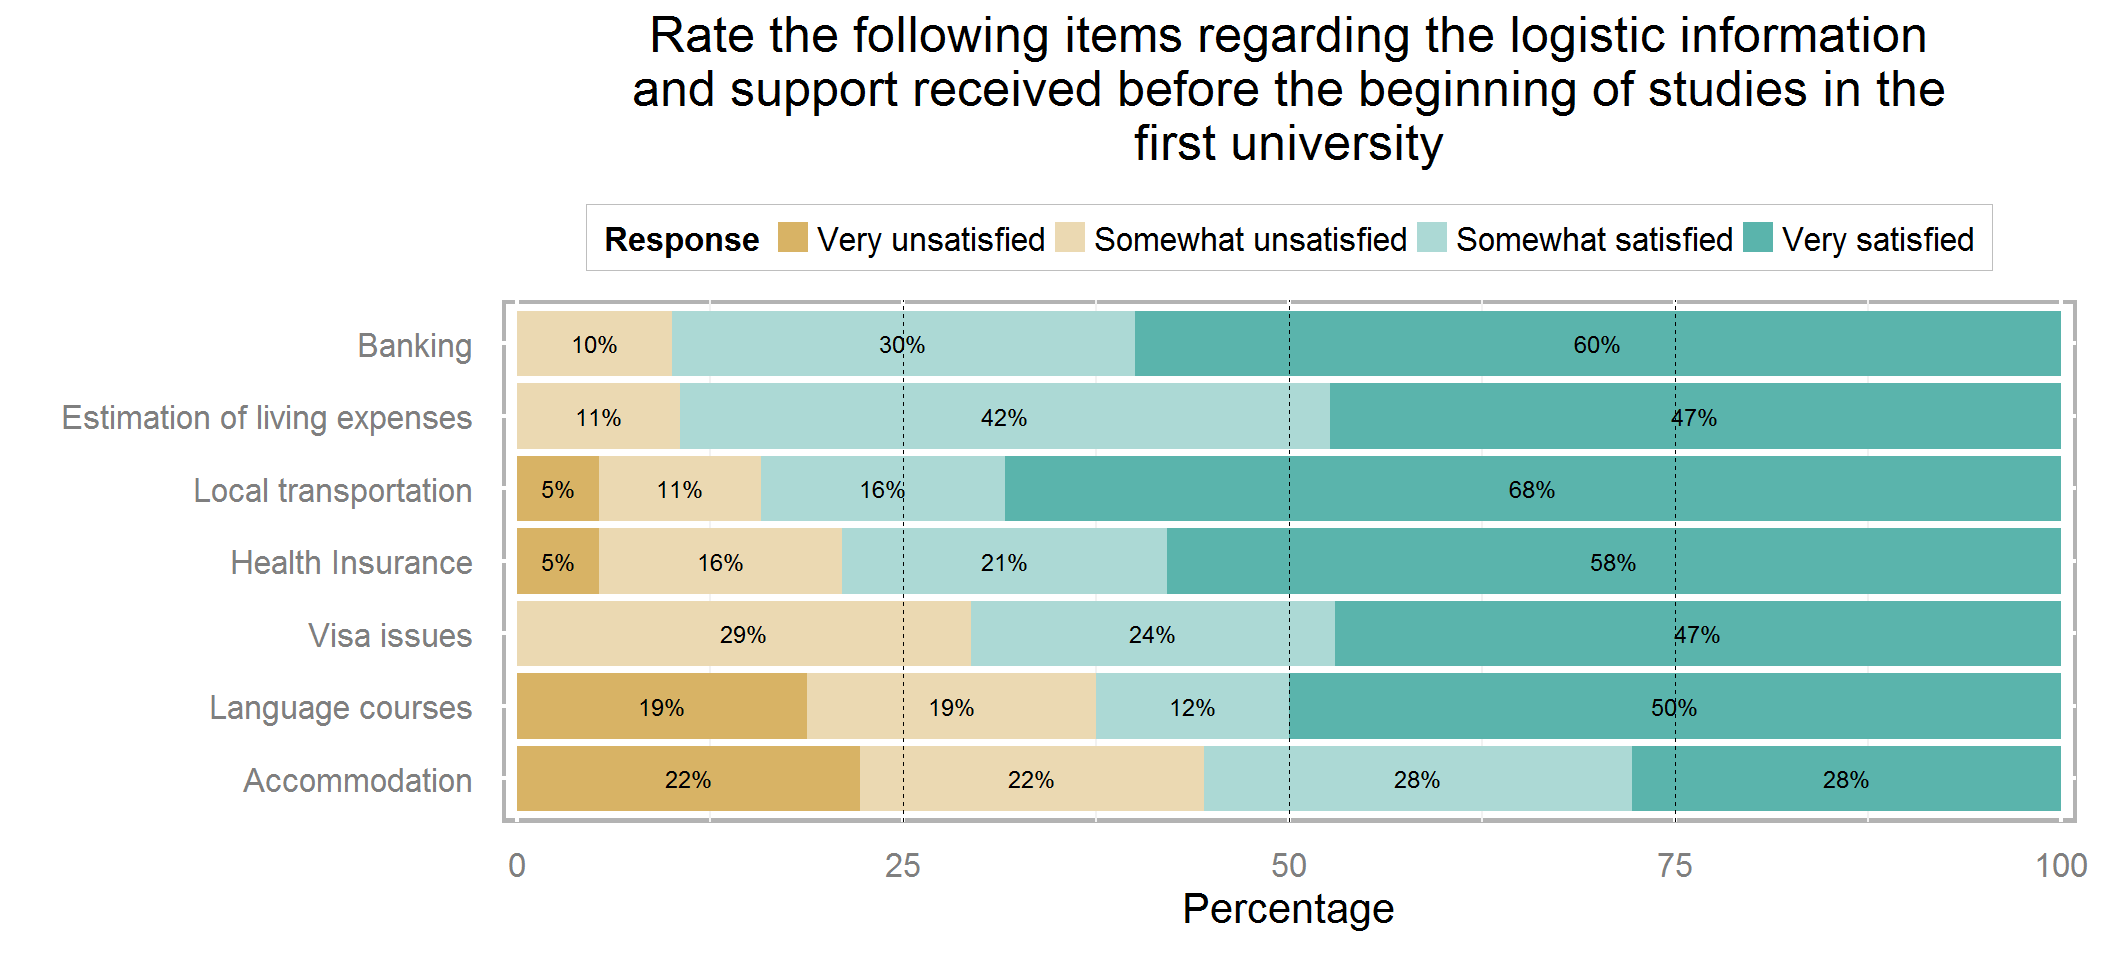 Rate the following items regarding the logistic information
and support received before the beginning of studies in the
first university
Response Very unsatisfied Somewhat unsatisfied Somewhat satisfied Very satisfied
Banking 10% 30% 60%
Estimation of living expenses 11% 42% 47%
Local transportation 5% 11% 16% 68%
Health Insurance 5% 16% 21% 58%
Visa issues 29% 24% 47%
Language courses 19% 19% 12% 50%
Accommodation 22% 22% 28% 28%
0 25 50 75 100
Percentage